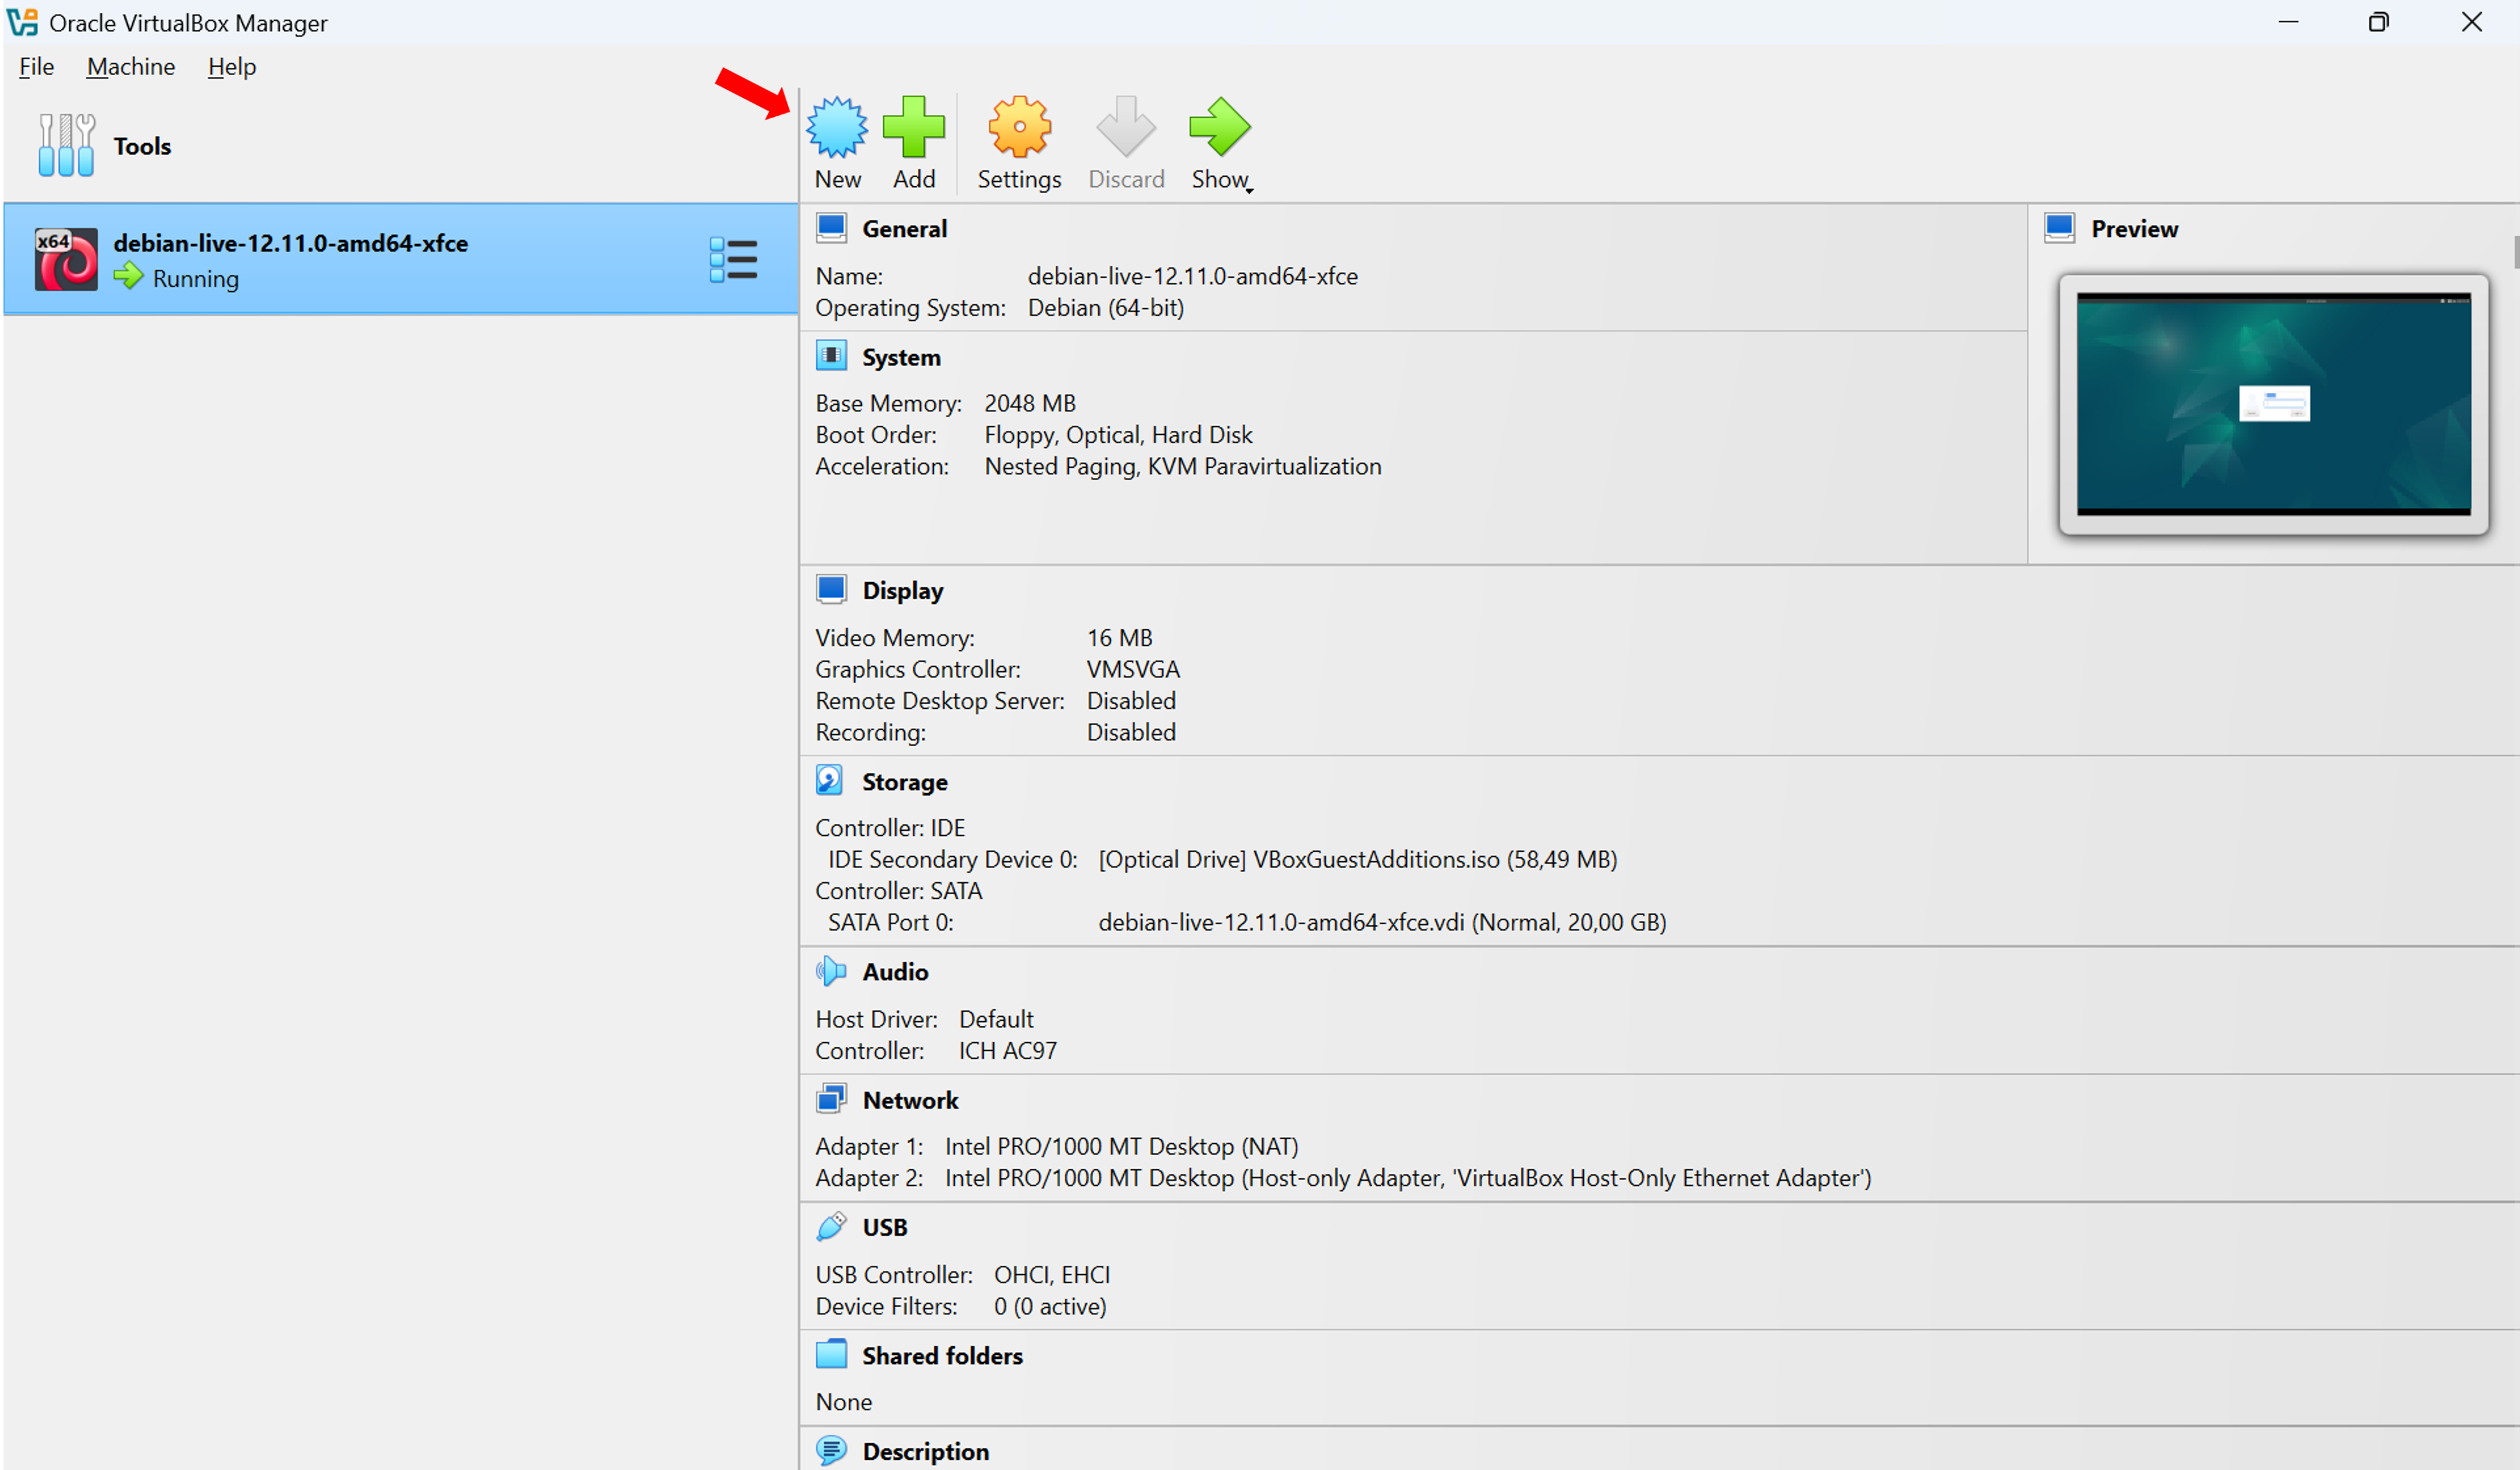 Oracle VirtualBox Manager
File Machine Help
Tools
New Add Settings Discard Show
x64
debian-live-12.11.0-amd64-xfce
Running
General
Name: debian-live-12.11.0-amd64-xfce
Operating System: Debian (64-bit)
System
Base Memory: 2048 MB
Boot Order: Floppy, Optical, Hard Disk
Acceleration: Nested Paging, KVM Paravirtualization
Preview
Display
Video Memory: 16 MB
Graphics Controller: VMSVGA
Remote Desktop Server: Disabled
Recording: Disabled
Storage
Controller: IDE
IDE Secondary Device 0: [Optical Drive] VBoxGuestAdditions.iso (58,49 MB)
Controller: SATA
SATA Port 0: debian-live-12.11.0-amd64-xfce.vdi (Normal, 20,00 GB)
Audio
Host Driver: Default
Controller: ICH AC97
Network
Adapter 1: Intel PRO/1000 MT Desktop (NAT)
Adapter 2: Intel PRO/1000 MT Desktop (Host-only Adapter, 'VirtualBox Host-Only Ethernet Adapter')
USB
USB Controller: OHCI, EHCI
Device Filters: 0 (0 active)
Shared folders
None
Description